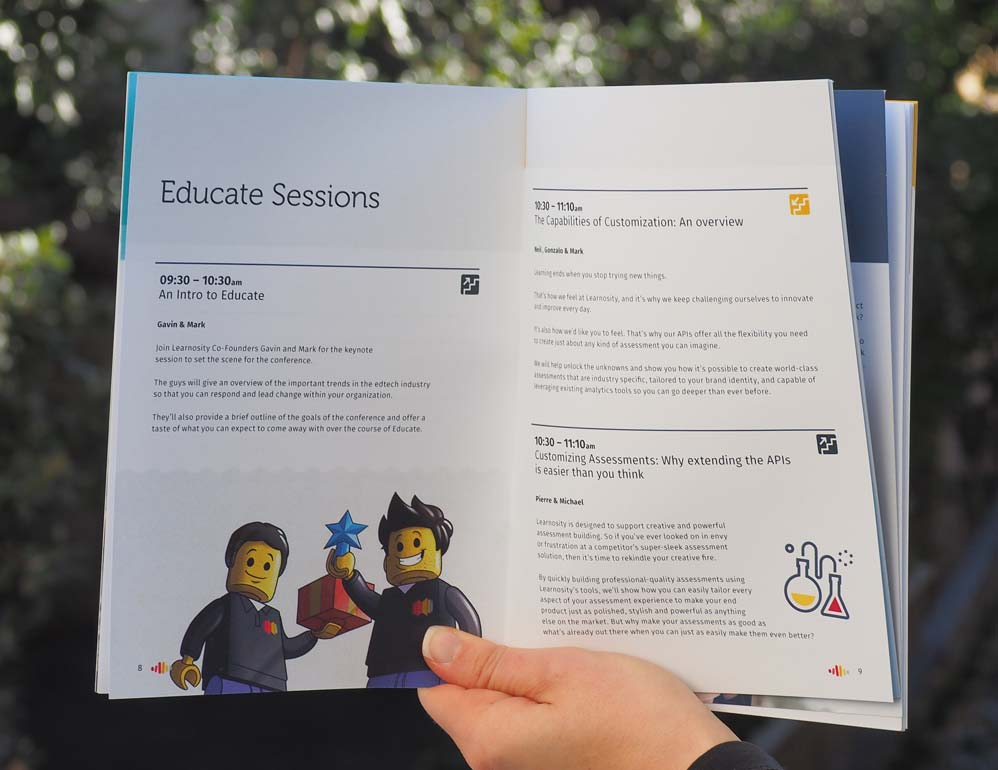 Educate Sessions
09:30 – 10:30am
An Intro to Educate
Gavin & Mark
Join Learnosity Co-Founders Gavin and Mark for the keynote
session to set the scene for the conference.
The guys will give an overview of the important trends in the edtech industry
so that you can respond and lead change within your organization.
They'll also provide a brief outline of the goals of the conference and offer a
taste of what you can expect to come away with over the course of Educate.
8
10:30 – 11:10am
The Capabilities of Customization: An overview
Neil, Gonzalo & Mark
Learning ends when you stop trying new things.
That's how we feel at Learnosity, and it's why we keep challenging ourselves to innovate
and improve every day.
It's also how we'd like you to feel. That's why our APIs offer all the flexibility you need
to create just about any kind of assessment you can imagine.
We will help unlock the unknowns and show you how it's possible to create world-class
assessments that are industry specific, tailored to your brand identity, and capable of
leveraging existing analytics tools so you can go deeper than ever before.
10:30 – 11:10am
Customizing Assessments: Why extending the APIs
is easier than you think
Pierre & Michael
Learnosity is designed to support creative and powerful
assessment building. So if you've ever looked on in envy
or frustration at a competitor's super-sleek assessment
solution, then it's time to rekindle your creative fire.
By quickly building professional-quality assessments using
Learnosity's tools, we'll show how you can easily tailor every
aspect of your assessment experience to make your end
product just as polished, stylish and powerful as anything
else on the market. But why make your assessments as good as
what's already out there when you can just as easily make them even better?
9